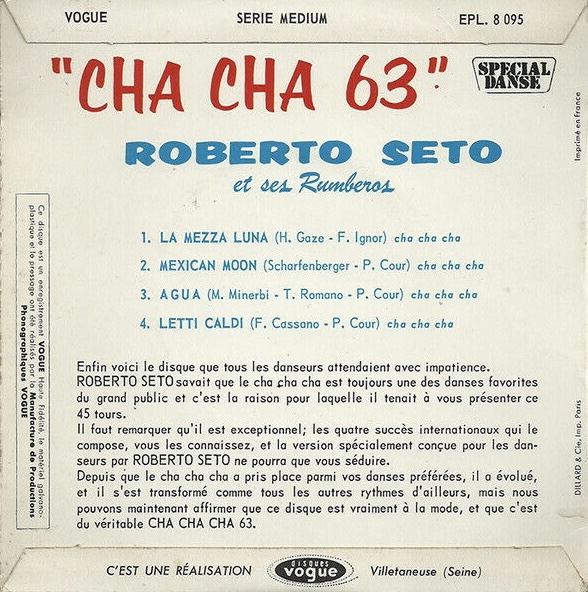 VOGUE SERIE MEDIUM EPL. 8 095
"CHA CHA 63"
SPECIAL
DANSE
ROBERTO SETO
et ses Rumberos
1. LA MEZZA LUNA (H. Gaze - F. Ignor) cha cha cha
2. MEXICAN MOON (Scharfenberger - P. Cour) cha cha cha
3. AGUA (M. Minerbi - T. Romano - P. Cour) cha cha cha
4. LETTI CALDI (F. Cassano - P. Cour) cha cha cha
Enfin voici le disque que tous les danseurs attendaient avec impatience.
ROBERTO SETO savait que le cha cha cha est toujours une des danses favorites
du grand public et c'est la raison pour laquelle il tenait à vous présenter ce
45 tours.
Il faut remarquer qu'il est exceptionnel; les quatre succès internationaux qui le
compose, vous les connaissez, et la version spécialement conçue pour les dan-
seurs par ROBERTO SETO ne pourra que vous séduire.
Depuis que le cha cha cha a pris place parmi vos danses préférées, il a évolué,
et il s'est transformé comme tous les autres rythmes d'ailleurs, mais nous
pouvons maintenant affirmer que ce disque est vraiment à la mode, et que c'est
du véritable CHA CHA CHA 63.
Ce disque est un enregistrement VOGUE Haute fidélité, le matériel galvano-
plastique et le pressage ont été réalisés par la Manufacture de Productions
Phonographiques VOGUE
Imprimé en France
DILLARD & Cie, Imp. Paris
C'EST UNE RÉALISATION disques vogue Villetaneuse (Seine)